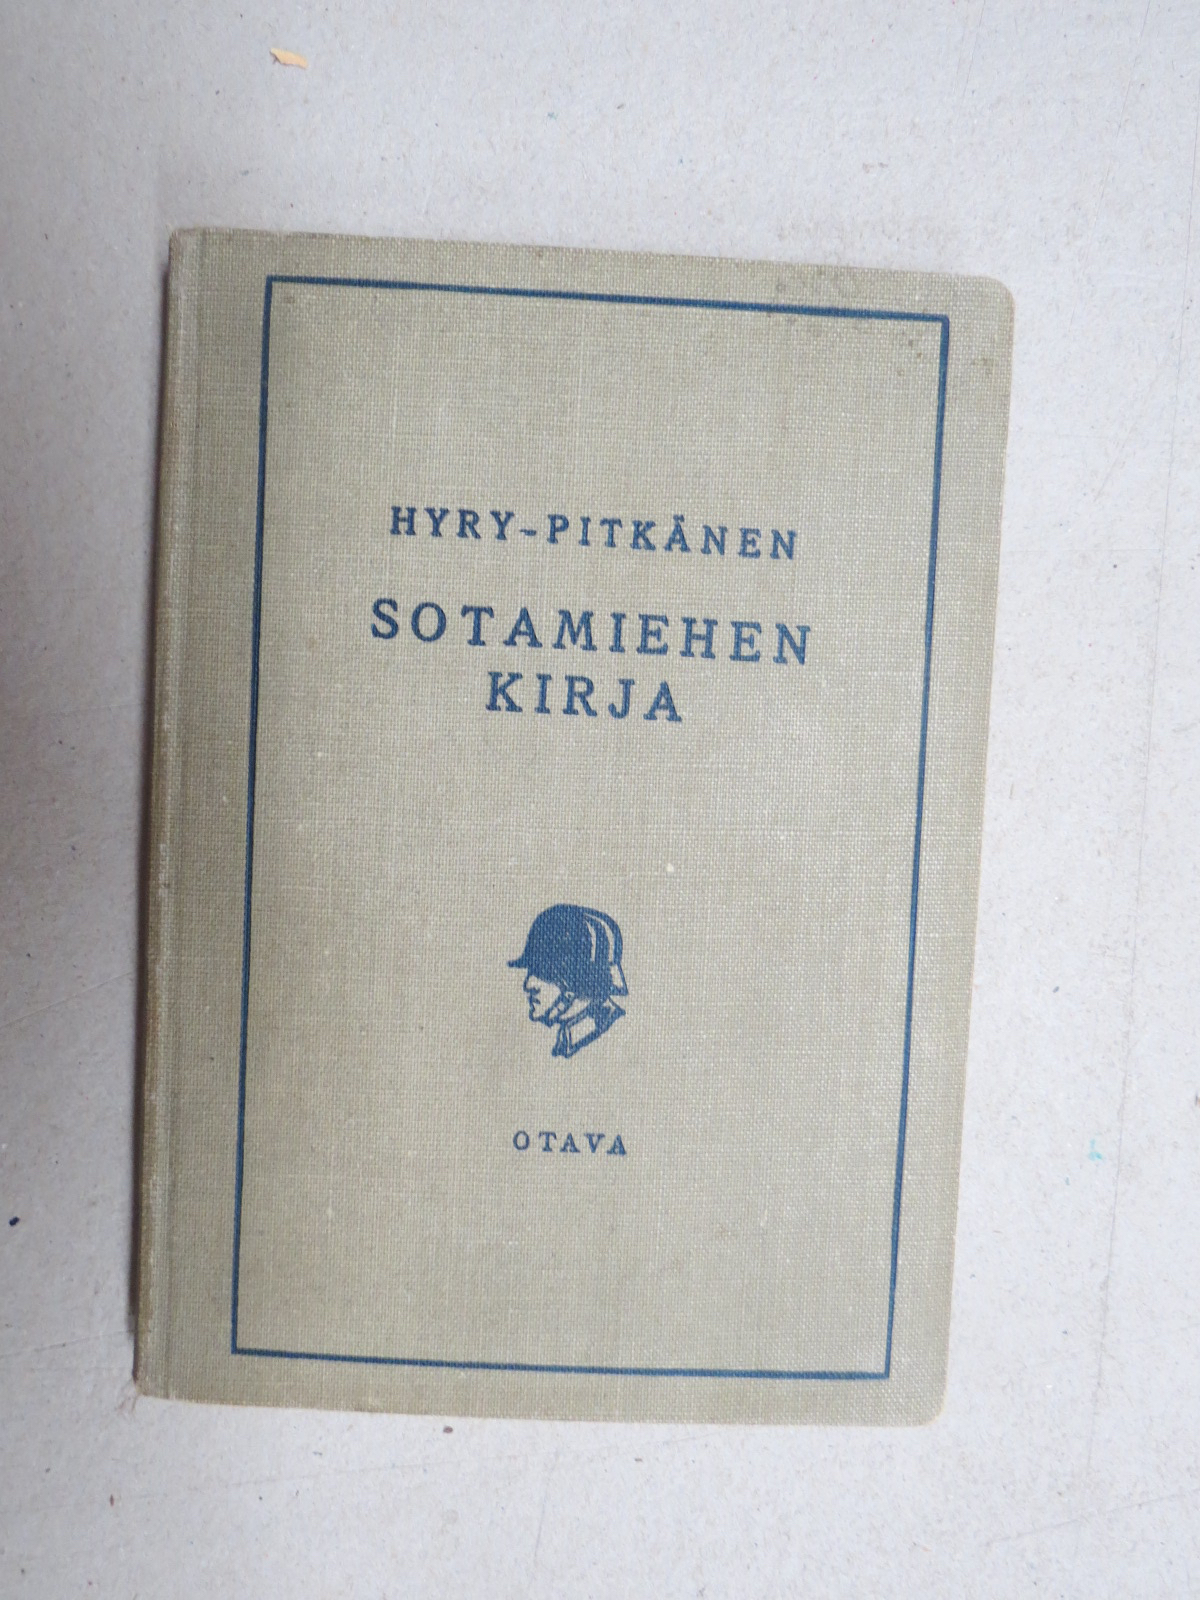 HYRY-PITKÄNEN
SOTAMIEHEN
KIRJA
OTAVA